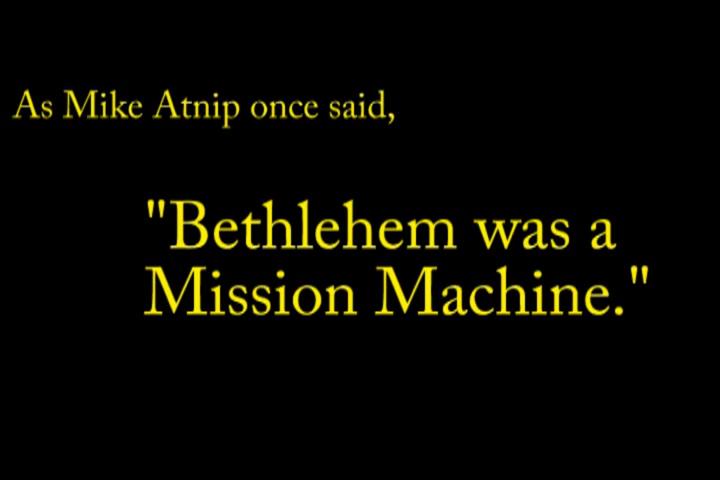 As Mike Atnip once said,
"Bethlehem was a
Mission Machine."